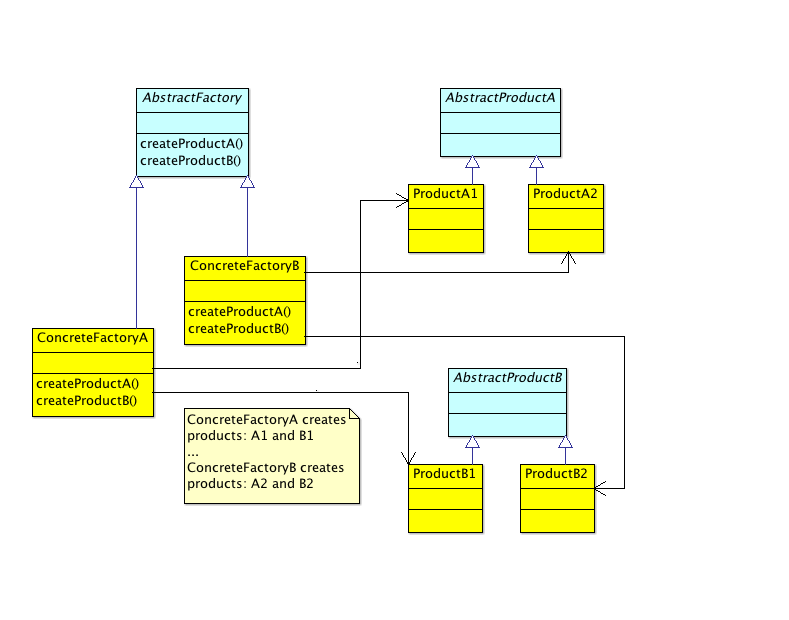 AbstractFactory
createProductA()
createProductB()
AbstractProductA
ProductA1
ProductA2
ConcreteFactoryB
createProductA()
createProductB()
ConcreteFactoryA
createProductA()
createProductB()
AbstractProductB
ProductB1
ProductB2
ConcreteFactoryA creates
products: A1 and B1
...
ConcreteFactoryB creates
products: A2 and B2